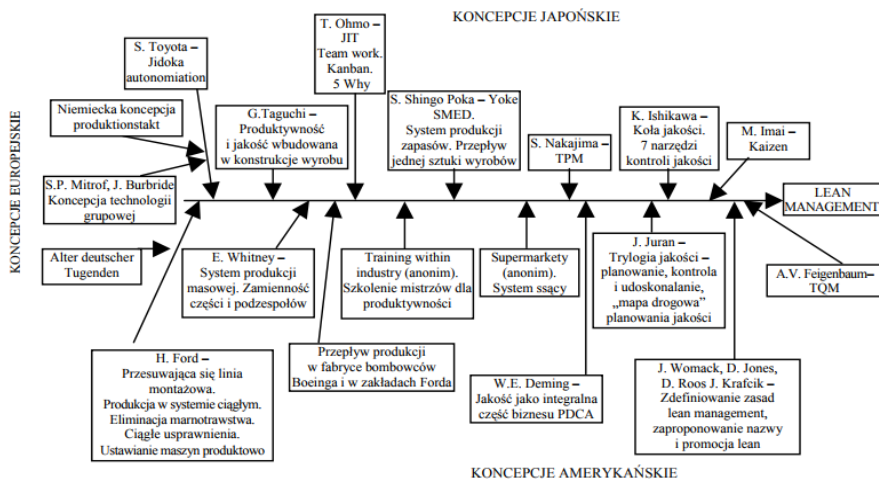 KONCEPCJE JAPOŃSKIE
KONCEPCJE EUROPEJSKIE
S. Toyota –
Jidoka
autonomiation
T. Ohmo –
JIT
Team work.
Kanban.
5 Why
Niemiecka koncepcja
produktionstakt
G.Taguchi –
Produktywność
i jakość wbudowana
w konstrukcje wyrobu
S. Shingo Poka – Yoke
SMED.
System produkcji
zapasów. Przepływ
jednej sztuki wyrobów
S. Nakajima –
TPM
K. Ishikawa –
Koła jakości.
7 narzędzi
kontroli jakości
M. Imai –
Kaizen
S.P. Mitrof, J. Burbride
Koncepcja technologii
grupowej
LEAN
MANAGEMENT
Alter deutscher
Tugenden
E. Whitney –
System produkcji
masowej. Zamienność
części i podzespołów
Training within
industry (anonim).
Szkolenie mistrzów dla
produktywności
Supermarkety
(anonim).
System ssący
J. Juran –
Trylogia jakości –
planowanie, kontrola
i udoskonalanie,
„mapa drogowa”
planowania jakości
A.V. Feigenbaum–
TQM
H. Ford –
Przesuwająca się linia
montażowa.
Produkcja w systemie ciągłym.
Eliminacja marnotrawstwa.
Ciągłe usprawnienia.
Ustawianie maszyn produktowo
Przepływ produkcji
w fabryce bombowców
Boeinga i w zakładach Forda
W.E. Deming –
Jakość jako integralna
część biznesu PDCA
J. Womack, D. Jones,
D. Roos J. Krafcik –
Zdefiniowanie zasad
lean management,
zaproponowanie nazwy
i promocja lean
KONCEPCJE AMERYKAŃSKIE